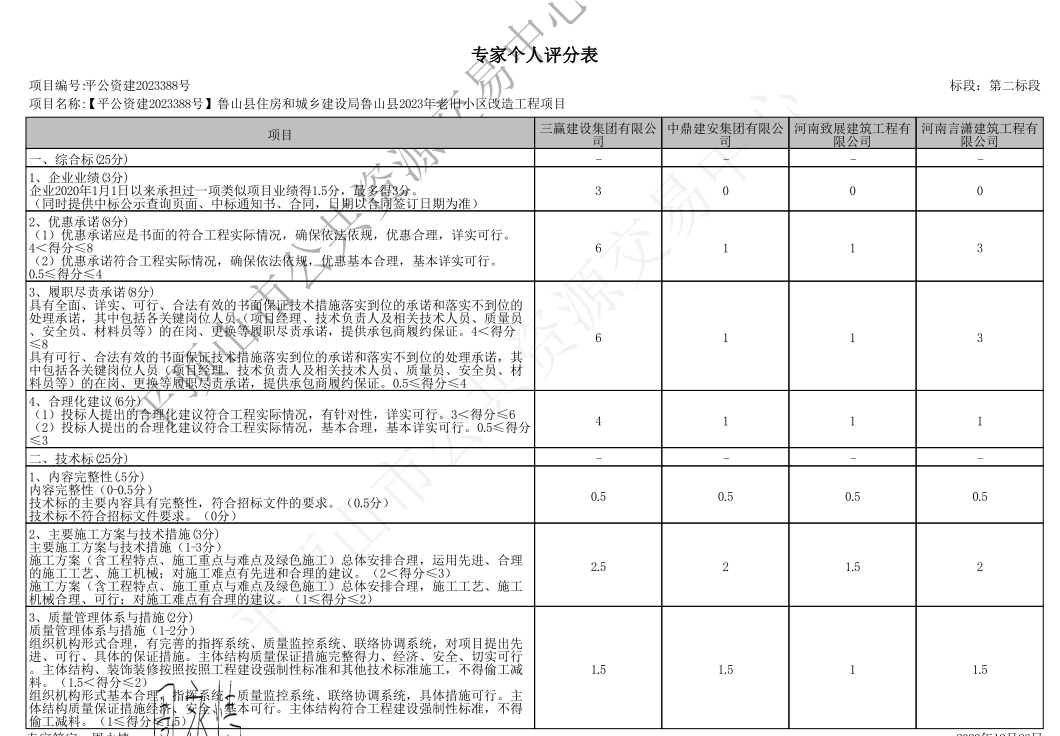 专家个人评分表
项目编号:平公资建2023388号
标段：第二标段
项目名称:【平公资建2023388号】鲁山县住房和城乡建设局鲁山县2023年老旧小区改造工程项目
项目 三赢建设集团有限公司 中鼎建安集团有限公司 河南致展建筑工程有限公司 河南言潇建筑工程有限公司
一、综合标(25分) － － － －
1、企业业绩(3分)
企业2020年1月1日以来承担过一项类似项目业绩得1.5分，最多得3分。
（同时提供中标公示查询页面、中标通知书、合同，日期以合同签订日期为准）
3 0 0 0
2、优惠承诺(8分)
（1）优惠承诺应是书面的符合工程实际情况，确保依法依规，优惠合理，详实可行。
4＜得分≤8
（2）优惠承诺符合工程实际情况，确保依法依规，优惠基本合理，基本详实可行。
0.5≤得分≤4
6 1 1 3
3、履职尽责承诺(8分)
具有全面、详实、可行、合法有效的书面保证技术措施落实到位的承诺和落实不到位的
处理承诺，其中包括各关键岗位人员（项目经理、技术负责人及相关技术人员、质量员
、安全员、材料员等）的在岗、更换等履职尽责承诺，提供承包商履约保证。4＜得分
≤8
具有可行、合法有效的书面保证技术措施落实到位的承诺和落实不到位的处理承诺，其
中包括各关键岗位人员（项目经理、技术负责人及相关技术人员、质量员、安全员、材
料员等）的在岗、更换等履职尽责承诺，提供承包商履约保证。0.5≤得分≤4
6 1 1 3
4、合理化建议(6分)
（1）投标人提出的合理化建议符合工程实际情况，有针对性，详实可行。3＜得分≤6
（2）投标人提出的合理化建议符合工程实际情况，基本合理，基本详实可行。0.5≤得分
≤3
4 1 1 1
二、技术标(25分) － － － －
1、内容完整性(.5分)
内容完整性（0-0.5分）
技术标的主要内容具有完整性，符合招标文件的要求。（0.5分）
技术标不符合招标文件要求。（0分）
0.5 0.5 0.5 0.5
2、主要施工方案与技术措施(3分)
主要施工方案与技术措施（1-3分）
施工方案（含工程特点、施工重点与难点及绿色施工）总体安排合理，运用先进、合理
的施工工艺、施工机械；对施工难点有先进和合理的建议。（2＜得分≤3）
施工方案（含工程特点、施工重点与难点及绿色施工）总体安排合理，施工工艺、施工
机械合理、可行；对施工难点有合理的建议。（1≤得分≤2）
2.5 2 1.5 2
3、质量管理体系与措施(2分)
质量管理体系与措施（1-2分）
组织机构形式合理，有完善的指挥系统、质量监控系统、联络协调系统，对项目提出先
进、可行、具体的保证措施。主体结构质量保证措施完整得力、经济、安全、切实可行
。主体结构、装饰装修按照按照工程建设强制性标准和其他技术标准施工，不得偷工减
料。（1.5＜得分≤2）
组织机构形式基本合理，指挥系统、质量监控系统、联络协调系统，具体措施可行。主
体结构质量保证措施经济、安全、基本可行。主体结构符合工程建设强制性标准，不得
偷工减料。（1≤得分≤1.5）
1.5 1.5 1 1.5
平顶山市公共资源交易中心
平顶山市公共资源交易中心